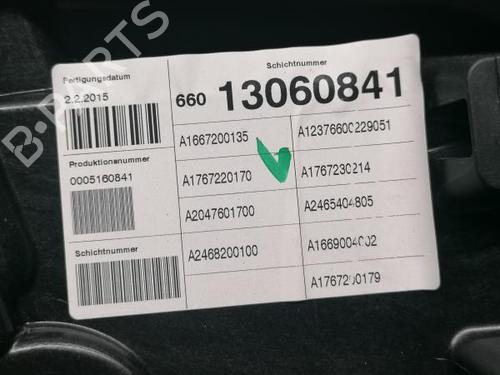 B-PARTS
Fertigungsdatum
2.2.2015
Schichtnummer
660 13060841
Produktionsnummer
0005160841
Schichtnummer
A1667200135
A12376600229051
A1767220170
A1767230214
A2047601700
A2465404805
A2468200100
A1669004002
A1767200179